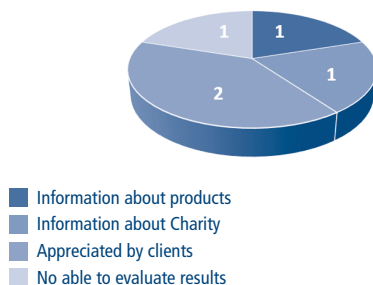 1 1
1
2
Information about products
Information about Charity
Appreciated by clients
No able to evaluate results